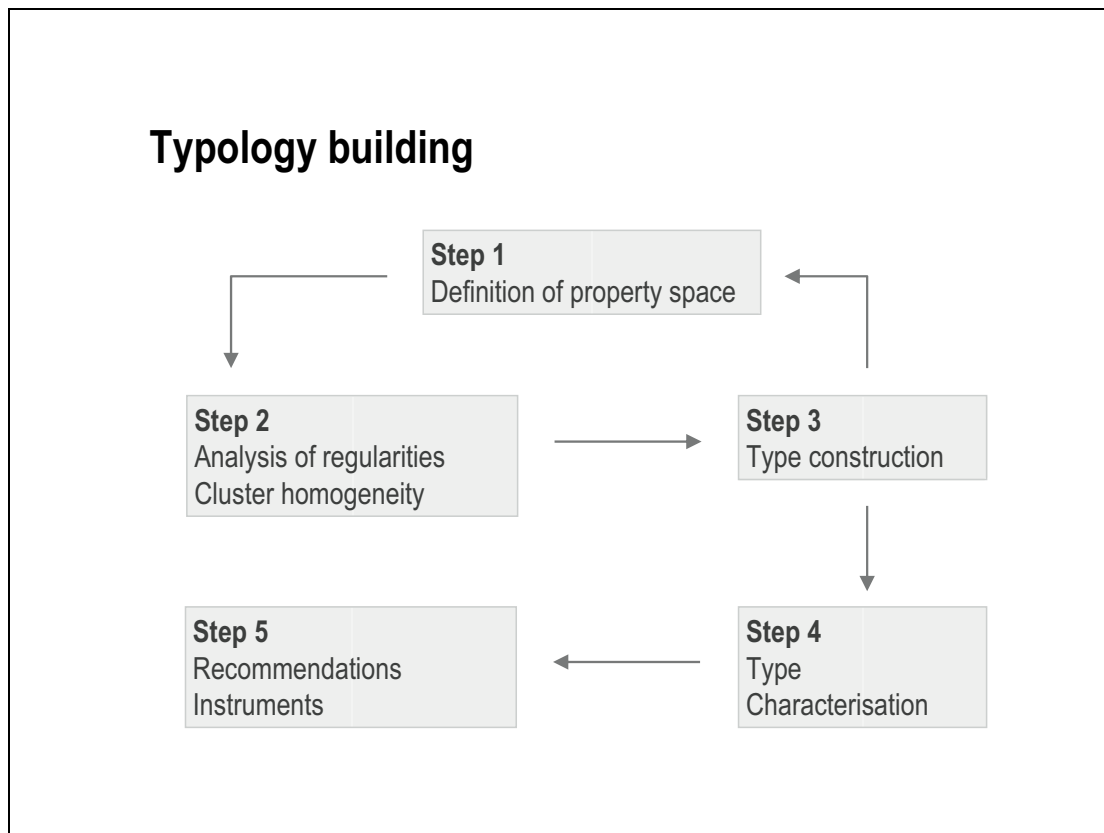 Typology building
Step 1
Definition of property space
Step 2
Analysis of regularities
Cluster homogeneity
Step 3
Type construction
Step 4
Type
Characterisation
Step 5
Recommendations
Instruments